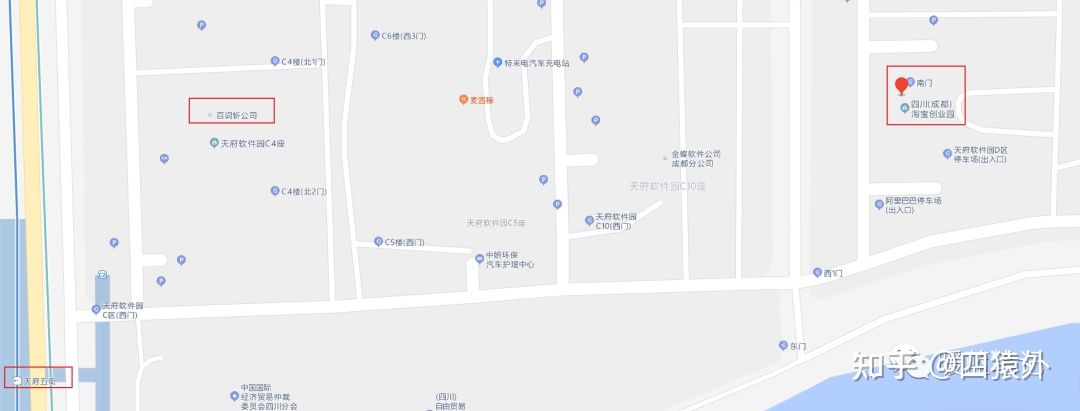 C6楼(西3门)
C4楼(北1门)
特来电汽车充电站
麦园稼
南门
四川(成都)
淘宝创业园
百词斩公司
天府软件园C4座
天府软件园D区
停车场(出入口)
金蝶软件公司
成都分公司
天府软件园C10座
C4楼(北2门)
阿里巴巴停车场
(出入口)
天府软件园
C10(西门)
天府软件园C5座
C5楼(西门)
中娴环保
汽车护理中心
西1门
天府软件园
C区(西门)
东门
天府五街
知乎 @四猿外
中国国际
经济贸易仲裁
委员会四川分会
(四川)
自由贸易
P
P
P
P
P
P
P
P
P
P
P